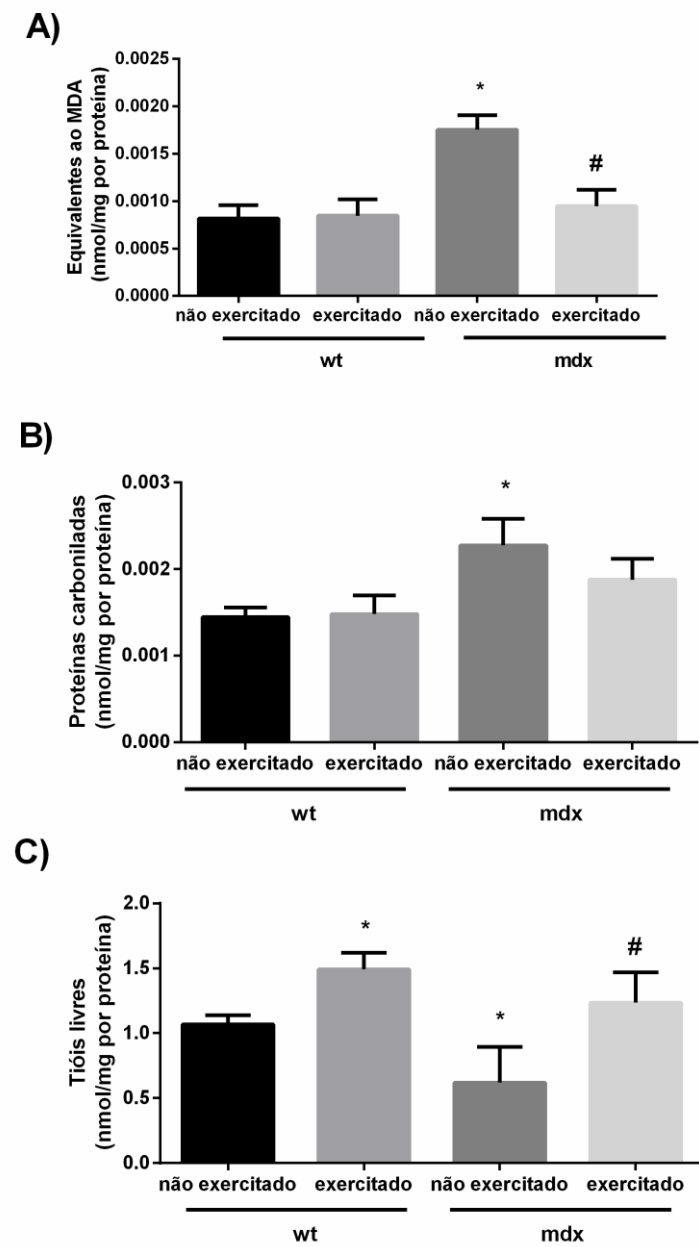 A)
Equivalentes ao MDA
(nmol/mg por proteína)
0.0025
0.0020
0.0015
0.0010
0.0005
0.0000
*
#
não exercitado exercitado não exercitado exercitado
wt mdx
B)
Proteínas carboniladas
(nmol/mg por proteína)
0.003
0.002
0.001
0.000
*
não exercitado exercitado não exercitado exercitado
wt mdx
C)
Tióis livres
(nmol/mg por proteína)
2.0
1.5
1.0
0.5
0.0
*
*
#
não exercitado exercitado não exercitado exercitado
wt mdx